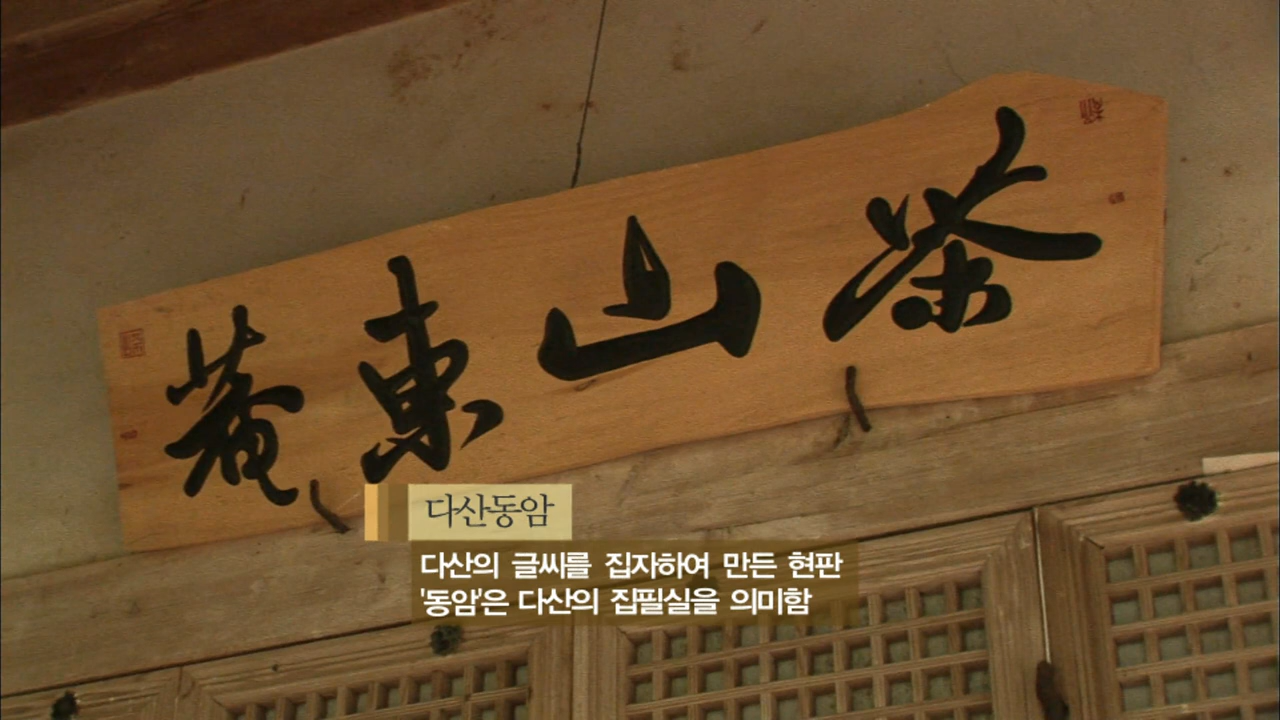 茶山東菴
다산동암
다산의 글씨를 집자하여 만든 현판
'동암'은 다산의 집필실을 의미함